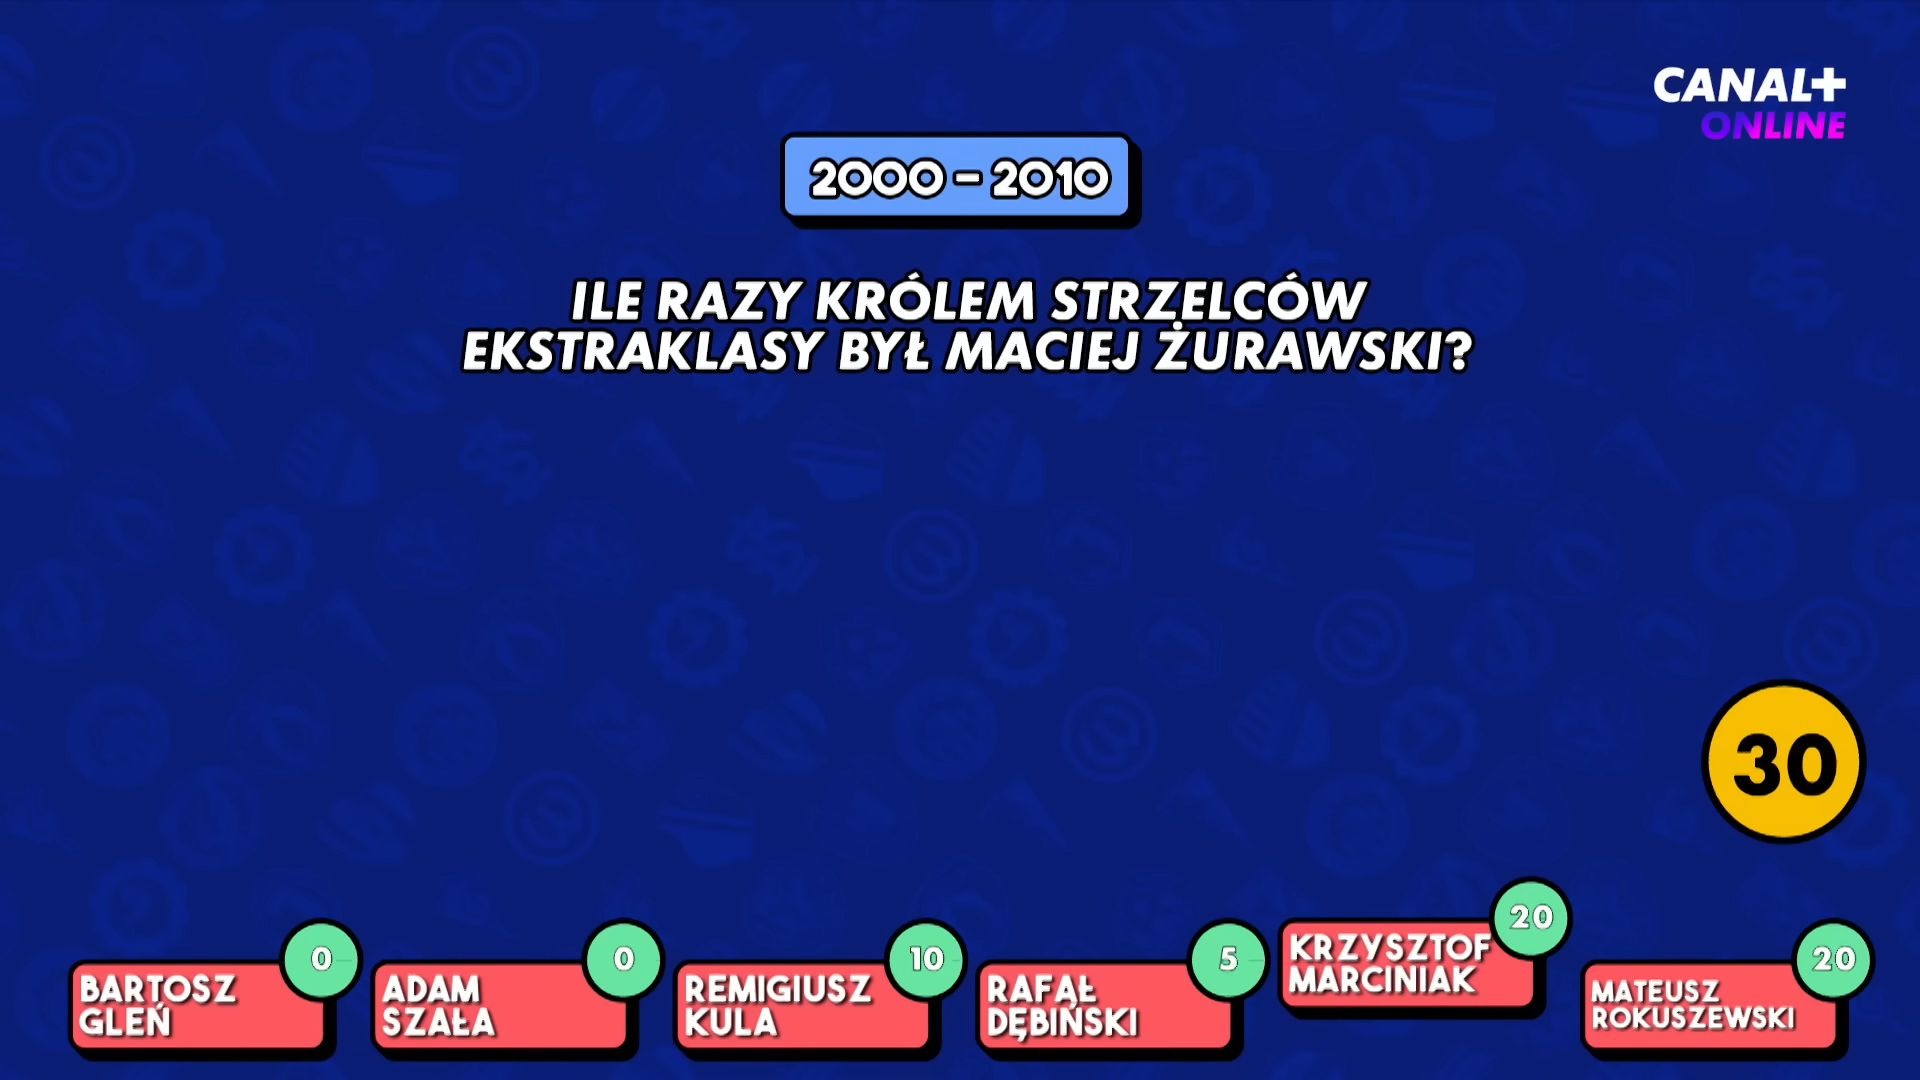 CANAL+
ONLINE
2000 – 2010
ILE RAZY KRÓLEM STRZELCÓW
EKSTRAKLASY BYŁ MACIEJ ŻURAWSKI?
30
BARTOSZ
GLEŃ
0
ADAM
SZAŁA
0
REMIGIUSZ
KULA
10
RAFAŁ
DĘBIŃSKI
5
KRZYSZTOF
MARCINIAK
20
MATEUSZ
ROKUSZEWSKI
20